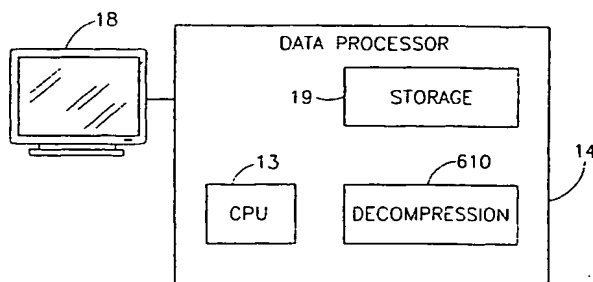 18
DATA PROCESSOR
19
STORAGE
14
13
610
CPU
DECOMPRESSION